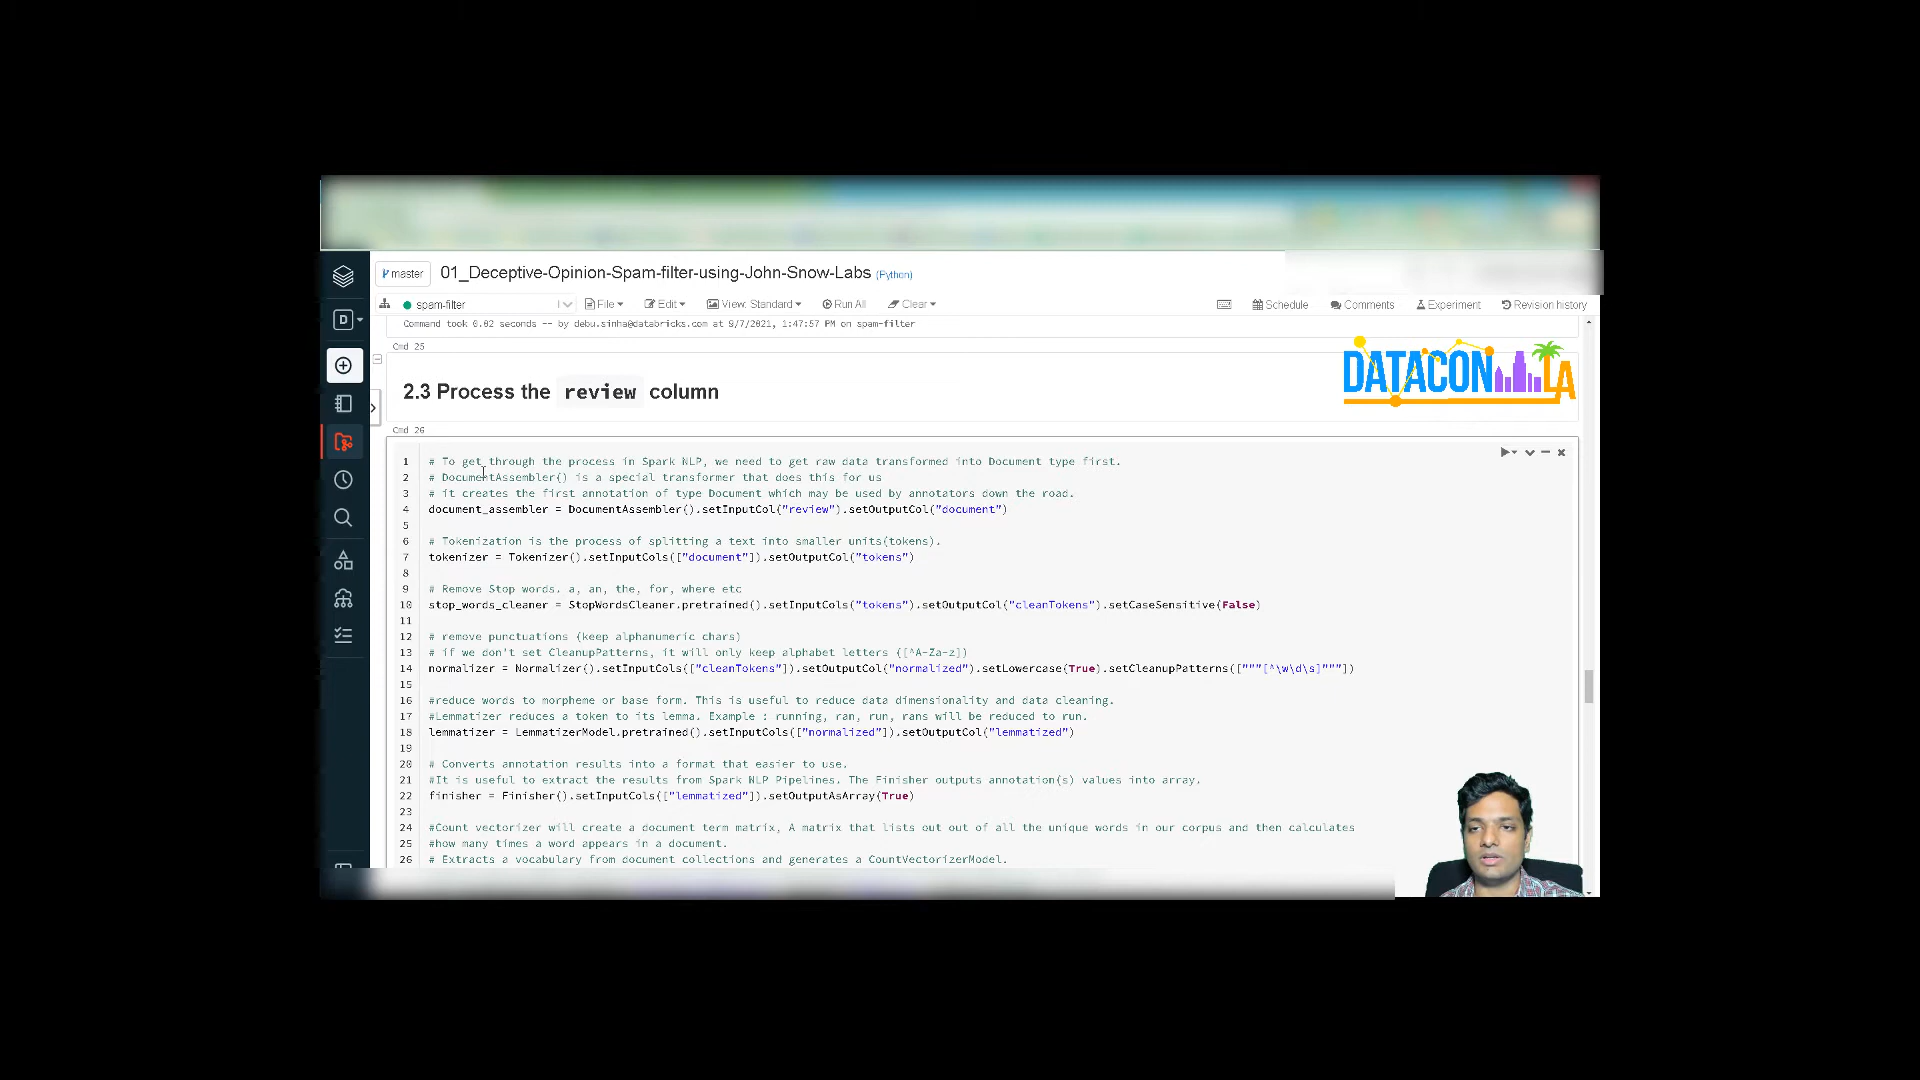 master
01_Deceptive-Opinion-Spam-filter-using-John-Snow-Labs (Python)
D
spam-filter
File
Edit
View: Standard
Run All
Clear
Schedule
Comments
Experiment
Revision history
Command took 0.02 seconds -- by debu.sinha@databricks.com at 9/7/2021, 1:47:57 PM on spam-filter
Cmd 25
DATACON LA
2.3 Process the review column
Cmd 26
1 # To get through the process in Spark NLP, we need to get raw data transformed into Document type first.
2 # DocumentAssembler() is a special transformer that does this for us
3 # it creates the first annotation of type Document which may be used by annotators down the road.
4 document_assembler = DocumentAssembler().setInputCol("review").setOutputCol("document")
5
6 # Tokenization is the process of splitting a text into smaller units(tokens).
7 tokenizer = Tokenizer().setInputCols(["document"]).setOutputCol("tokens")
8
9 # Remove Stop words. a, an, the, for, where etc
10 stop_words_cleaner = StopWordsCleaner.pretrained().setInputCols("tokens").setOutputCol("cleanTokens").setCaseSensitive(False)
11
12 # remove punctuations (keep alphanumeric chars)
13 # if we don't set CleanupPatterns, it will only keep alphabet letters ([^A-Za-z])
14 normalizer = Normalizer().setInputCols(["cleanTokens"]).setOutputCol("normalized").setLowercase(True).setCleanupPatterns(["""[^\w\d\s]"""])
15
16 #reduce words to morpheme or base form. This is useful to reduce data dimensionality and data cleaning.
17 #Lemmatizer reduces a token to its lemma. Example : running, ran, run, rans will be reduced to run.
18 lemmatizer = LemmatizerModel.pretrained().setInputCols(["normalized"]).setOutputCol("lemmatized")
19
20 # Converts annotation results into a format that easier to use.
21 #It is useful to extract the results from Spark NLP Pipelines. The Finisher outputs annotation(s) values into array.
22 finisher = Finisher().setInputCols(["lemmatized"]).setOutputAsArray(True)
23
24 #Count vectorizer will create a document term matrix, A matrix that lists out out of all the unique words in our corpus and then calculates
25 #how many times a word appears in a document.
26 # Extracts a vocabulary from document collections and generates a CountVectorizerModel.